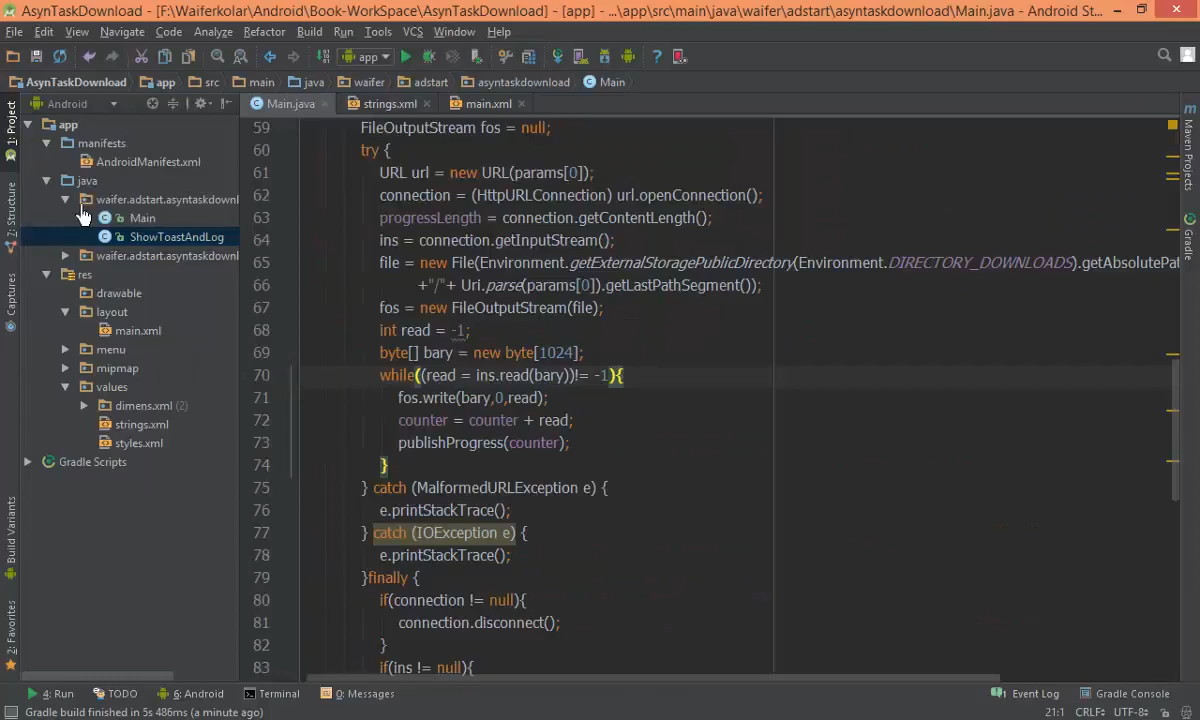 AsynTaskDownload - [F:\Waiferkolar\Android\Book-WorkSpace\AsynTaskDownload] - [app] - ...\app\src\main\java\waifer\adstart\asyntaskdownload\Main.java - Android St...
File Edit View Navigate Code Analyze Refactor Build Run Tools VCS Window Help
app
AsynTaskDownload app src main java waifer adstart asyntaskdownload Main
Android
Main.java strings.xml main.xml
1: Project
Z: Structure
Captures
Build Variants
2: Favorites
app
manifests
AndroidManifest.xml
java
waifer.adstart.asyntaskdownl
Main
ShowToastAndLog
waifer.adstart.asyntaskdownl
res
drawable
layout
main.xml
menu
mipmap
values
dimens.xml (2)
strings.xml
styles.xml
Gradle Scripts
59 FileOutputStream fos = null;
60 try {
61 URL url = new URL(params[0]);
62 connection = (HttpURLConnection) url.openConnection();
63 progressLength = connection.getContentLength();
64 ins = connection.getInputStream();
65 file = new File(Environment.getExternalStoragePublicDirectory(Environment.DIRECTORY_DOWNLOADS).getAbsolutePat
66 +"/"+ Uri.parse(params[0]).getLastPathSegment());
67 fos = new FileOutputStream(file);
68 int read = -1;
69 byte[] bary = new byte[1024];
70 while((read = ins.read(bary))!= -1){
71 fos.write(bary,0,read);
72 counter = counter + read;
73 publishProgress(counter);
74 }
75 } catch (MalformedURLException e) {
76 e.printStackTrace();
77 } catch (IOException e) {
78 e.printStackTrace();
79 }finally {
80 if(connection != null){
81 connection.disconnect();
82 }
83 if(ins != null){
Maven Projects
Gradle
4: Run TODO 6: Android Terminal 0: Messages Event Log Gradle Console
1
Gradle build finished in 5s 486ms (a minute ago) 21:1 CRLF÷ UTF-8÷